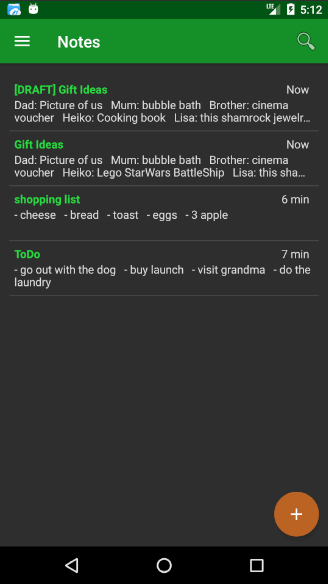 LTE 5:12
Notes
[DRAFT] Gift Ideas Now
Dad: Picture of us Mum: bubble bath Brother: cinema
voucher Heiko: Cooking book Lisa: this shamrock jewelr...
Gift Ideas Now
Dad: Picture of us Mum: bubble bath Brother: cinema
voucher Heiko: Lego StarWars BattleShip Lisa: this sha...
shopping list 6 min
- cheese - bread - toast - eggs - 3 apple
ToDo 7 min
- go out with the dog - buy launch - visit grandma - do the
laundry